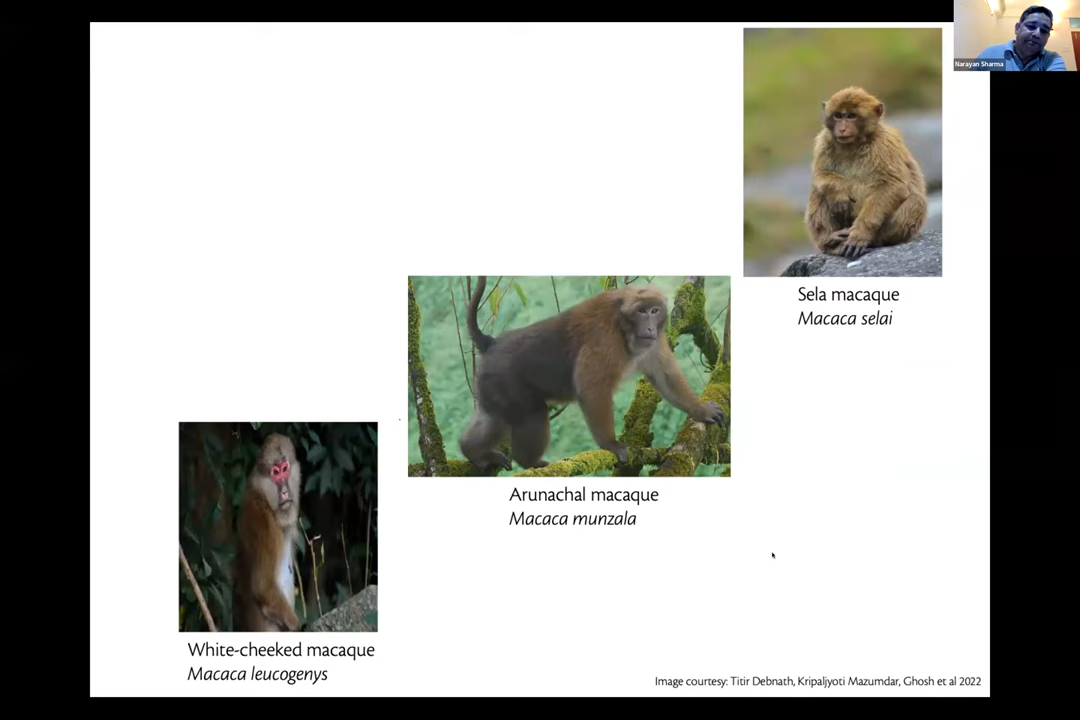 Narayan Sharma
Sela macaque
Macaca selai
Arunachal macaque
Macaca munzala
White-cheeked macaque
Macaca leucogenys
Image courtesy: Titir Debnath, Kripaljyoti Mazumdar, Ghosh et al 2022